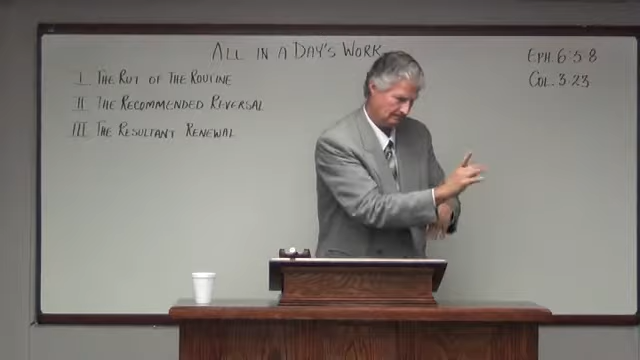 ALL IN A DAY'S WORK
EPH. 6:5-8
COL. 3:23
I THE RUT OF THE ROUTINE
II THE RECOMMENDED REVERSAL
III THE RESULTANT RENEWAL